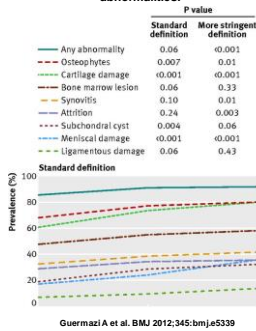 abnormalities.
P value
Standard definition More stringent definition
Any abnormality 0.06 <0.001
Osteophytes 0.007 0.01
Cartilage damage <0.001 <0.001
Bone marrow lesion 0.06 0.33
Synovitis 0.10 0.01
Attrition 0.24 0.003
Subchondral cyst 0.004 0.06
Meniscal damage <0.001 <0.001
Ligamentous damage 0.06 0.43
Standard definition
Prevalence (%)
100
80
60
40
20
0
Guermazi A et al. BMJ 2012;345:bmj.e5339